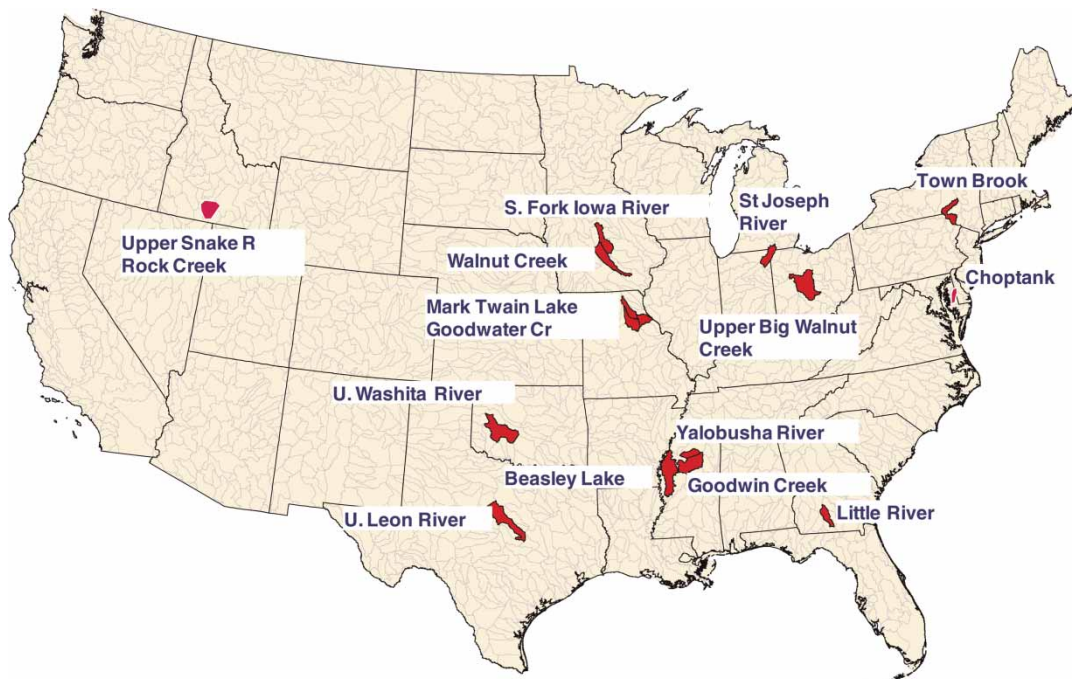 Town Brook
S. Fork Iowa River
St Joseph
River
Upper Snake R
Rock Creek
Walnut Creek
Choptank
Mark Twain Lake
Goodwater Cr
Upper Big Walnut
Creek
U. Washita River
Yalobusha River
Beasley Lake
Goodwin Creek
U. Leon River
Little River